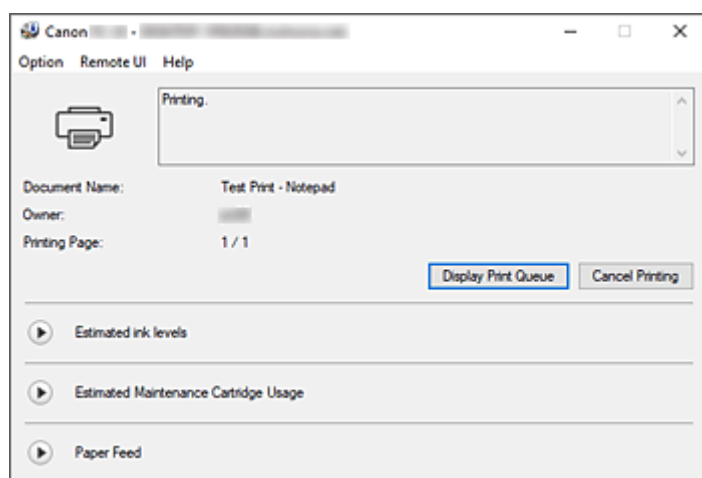 Canon -
Option Remote UI Help
Printing.
Document Name: Test Print - Notepad
Owner:
Printing Page: 1 / 1
Display Print Queue Cancel Printing
Estimated ink levels
Estimated Maintenance Cartridge Usage
Paper Feed